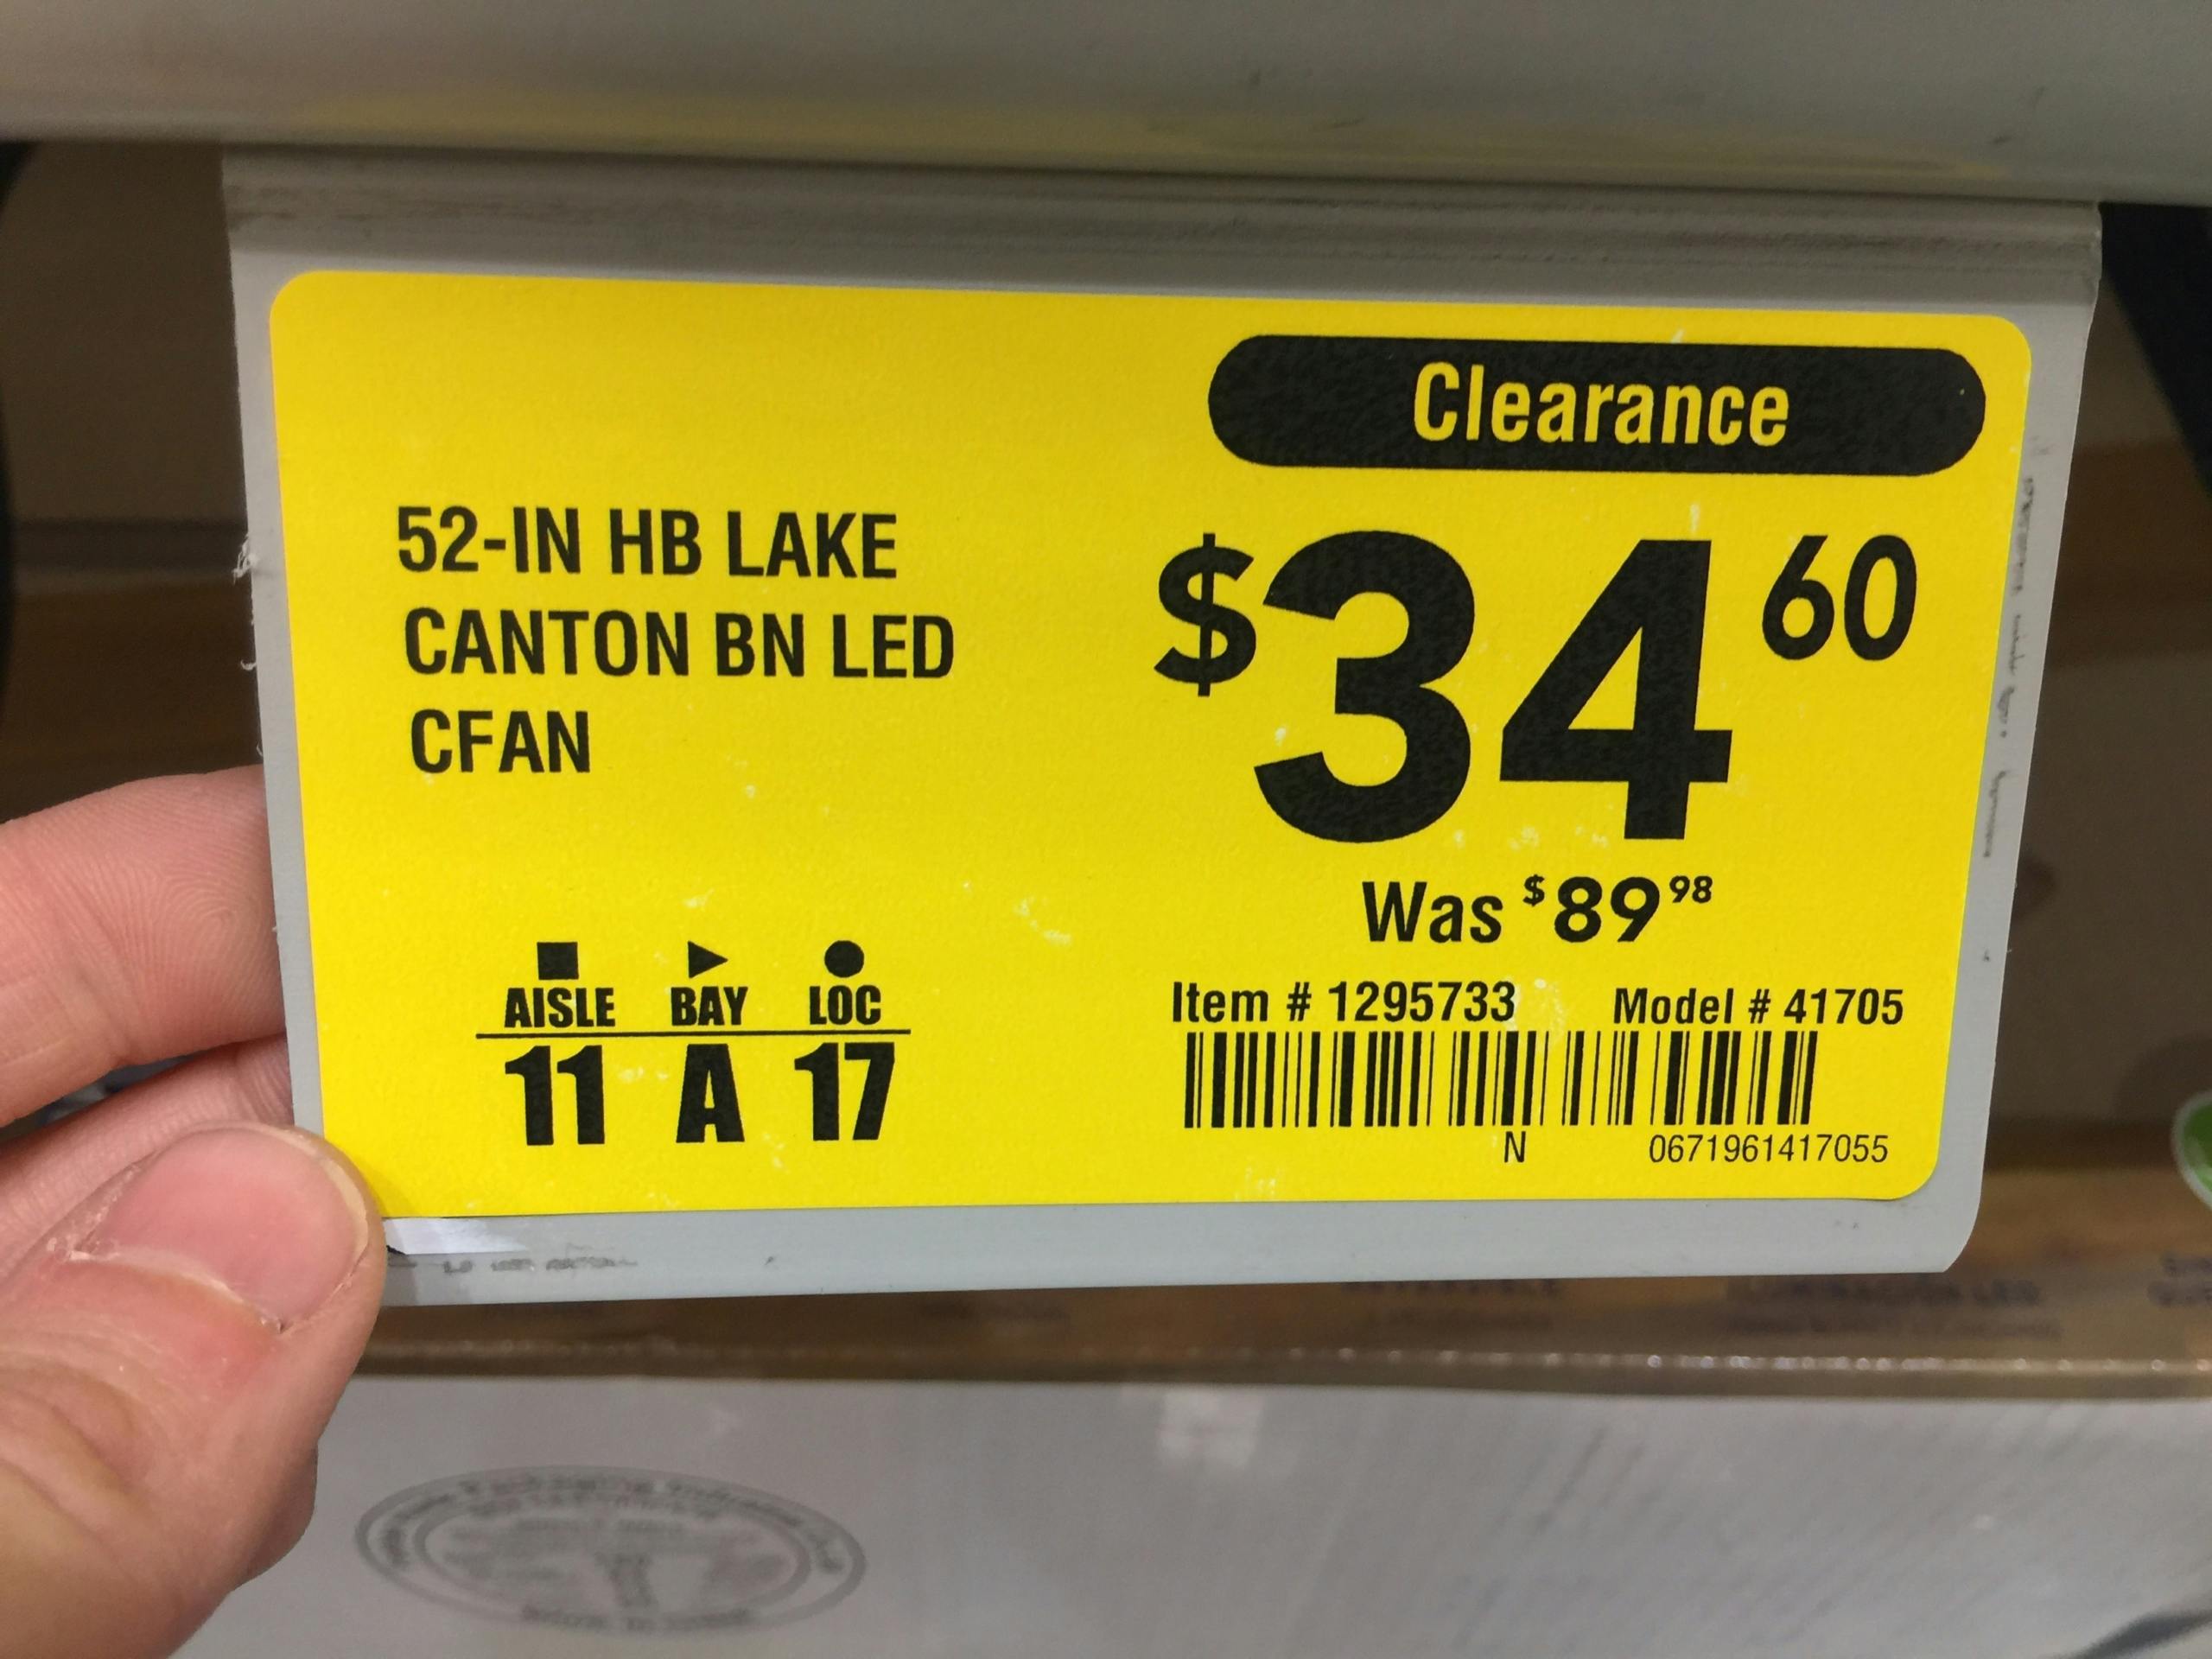 Clearance
52-IN HB LAKE
CANTON BN LED
CFAN
$34 60
Was $89 98
AISLE BAY LOC
11 A 17
Item # 1295733 Model # 41705
N 0671961417055